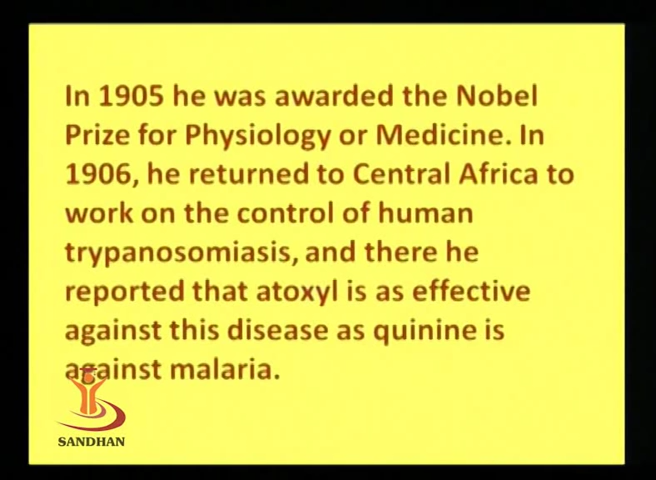 In 1905 he was awarded the Nobel
Prize for Physiology or Medicine. In
1906, he returned to Central Africa to
work on the control of human
trypanosomiasis, and there he
reported that atoxyl is as effective
against this disease as quinine is
against malaria.
SANDHAN